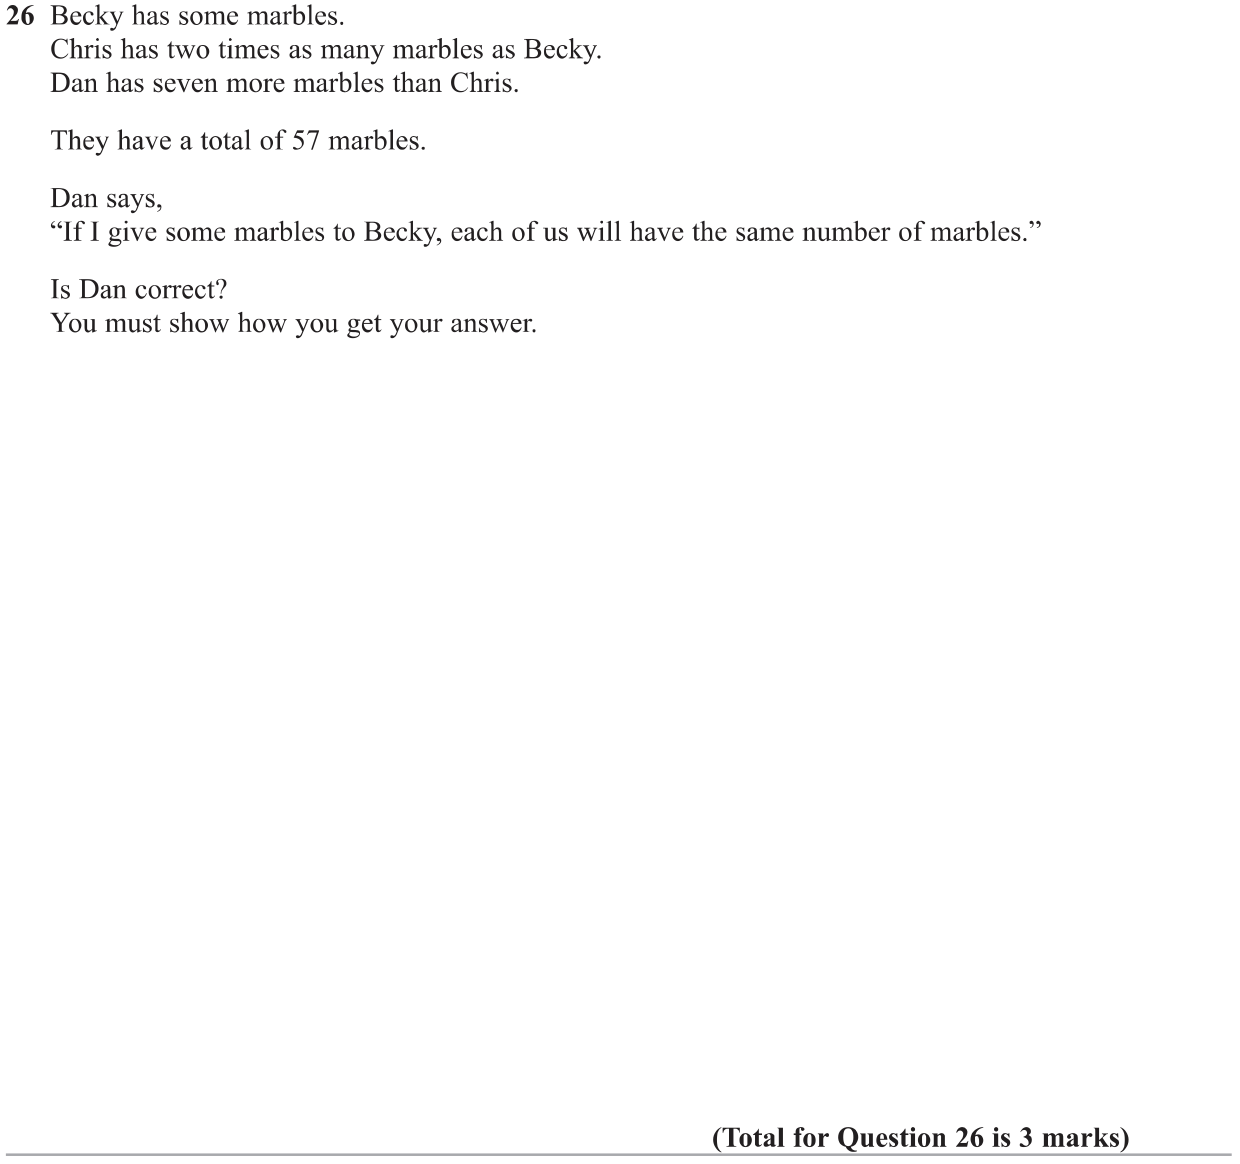 26 Becky has some marbles.
Chris has two times as many marbles as Becky.
Dan has seven more marbles than Chris.
They have a total of 57 marbles.
Dan says,
“If I give some marbles to Becky, each of us will have the same number of marbles.”
Is Dan correct?
You must show how you get your answer.
(Total for Question 26 is 3 marks)